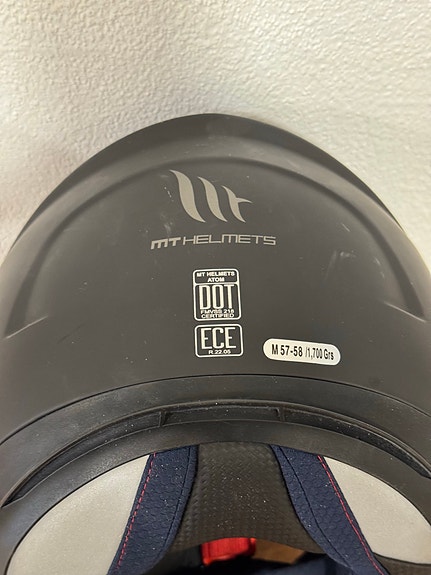 MT HELMETS
MT HELMETS
ATOM
DOT
FMVSS 218
CERTIFIED
ECE
R.22.05
M 57-58 /1,700 Grs